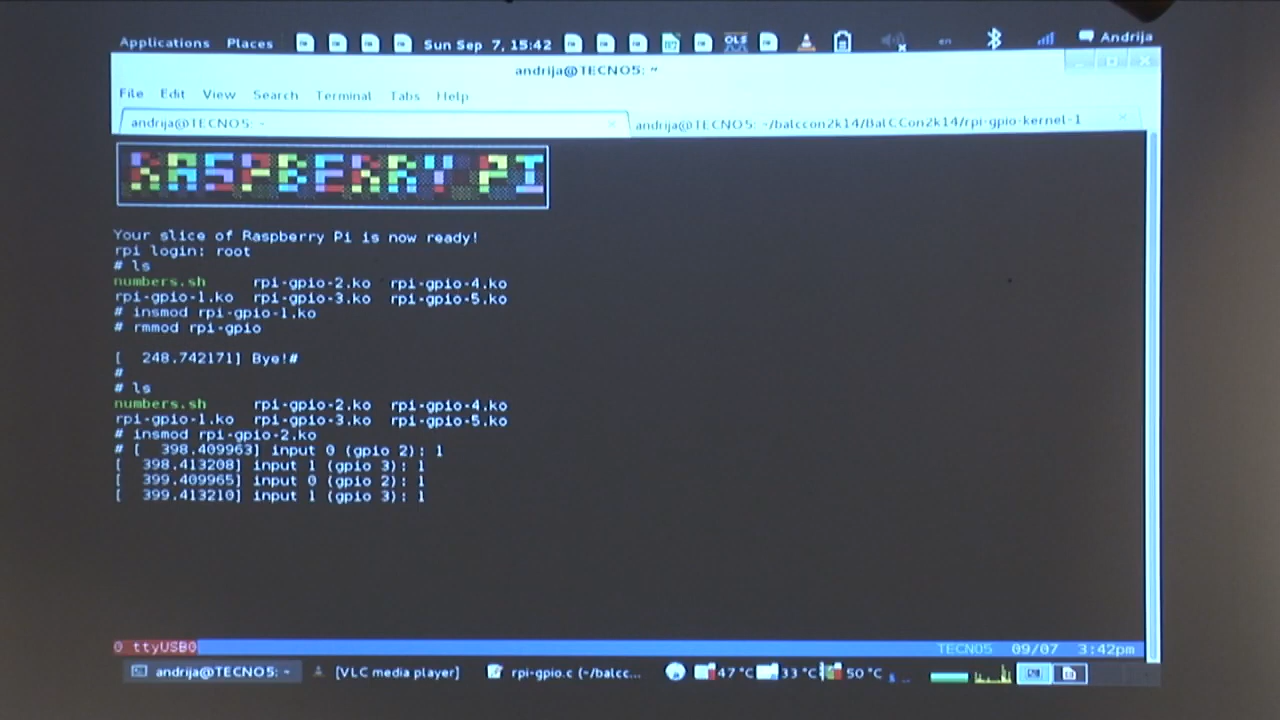 Applications Places Sun Sep 7, 15:42 OLS en Andrija
andrija@TECNO5: ~
File Edit View Search Terminal Tabs Help
andrija@TECNO5: ~
andrija@TECNO5: ~/balccon2k14/BalCCon2k14/rpi-gpio-kernel-1
RASPBERRY PI
Your slice of Raspberry Pi is now ready!
rpi login: root
# ls
numbers.sh rpi-gpio-2.ko rpi-gpio-4.ko
rpi-gpio-1.ko rpi-gpio-3.ko rpi-gpio-5.ko
# insmod rpi-gpio-1.ko
# rmmod rpi-gpio
[ 248.742171] Bye!#
#
# ls
numbers.sh rpi-gpio-2.ko rpi-gpio-4.ko
rpi-gpio-1.ko rpi-gpio-3.ko rpi-gpio-5.ko
# insmod rpi-gpio-2.ko
# [ 398.409963] input 0 (gpio 2): 1
[ 398.413208] input 1 (gpio 3): 1
[ 399.409965] input 0 (gpio 2): 1
[ 399.413210] input 1 (gpio 3): 1
0 ttyUSB0 TECNO5 09/07 3:42pm
andrija@TECNO5: ~ [VLC media player] rpi-gpio.c (~/balcc... 47 °C 33 °C 50 °C